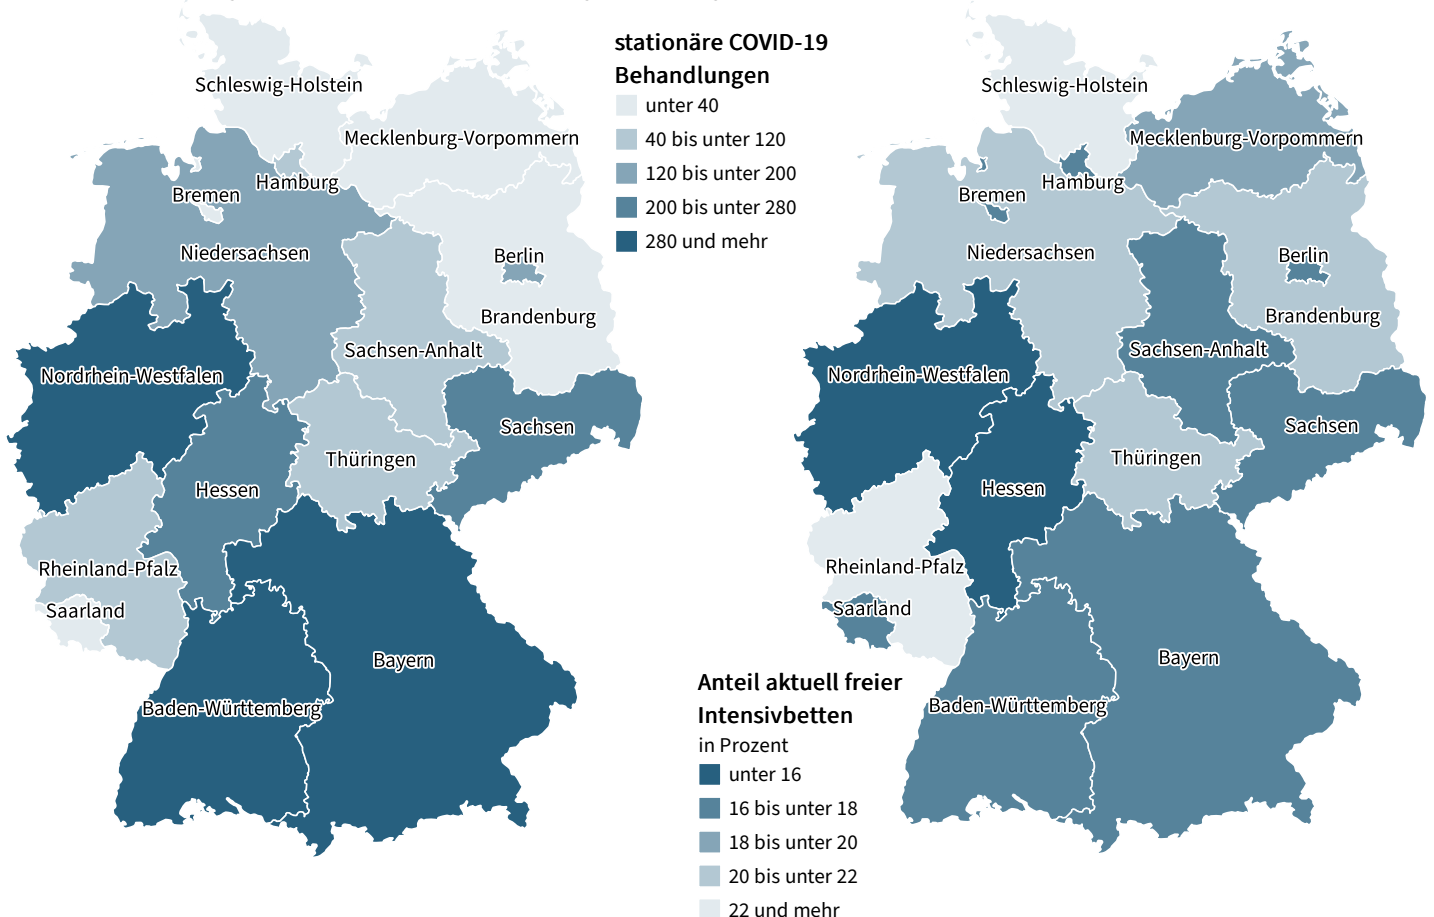 stationäre COVID-19
Behandlungen
unter 40
40 bis unter 120
120 bis unter 200
200 bis unter 280
280 und mehr
Schleswig-Holstein
Mecklenburg-Vorpommern
Hamburg
Bremen
Niedersachsen
Berlin
Brandenburg
Sachsen-Anhalt
Nordrhein-Westfalen
Sachsen
Thüringen
Hessen
Rheinland-Pfalz
Saarland
Bayern
Baden-Württemberg
Schleswig-Holstein
Mecklenburg-Vorpommern
Hamburg
Bremen
Niedersachsen
Berlin
Brandenburg
Sachsen-Anhalt
Nordrhein-Westfalen
Sachsen
Thüringen
Hessen
Rheinland-Pfalz
Saarland
Bayern
Baden-Württemberg
Anteil aktuell freier
Intensivbetten
in Prozent
unter 16
16 bis unter 18
18 bis unter 20
20 bis unter 22
22 und mehr